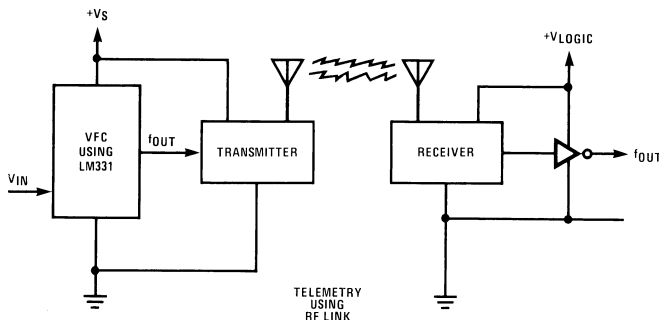 +VS
+VLOGIC
VFC
USING
LM331
fOUT
TRANSMITTER
RECEIVER
fOUT
VIN
TELEMETRY
USING
RF LINK